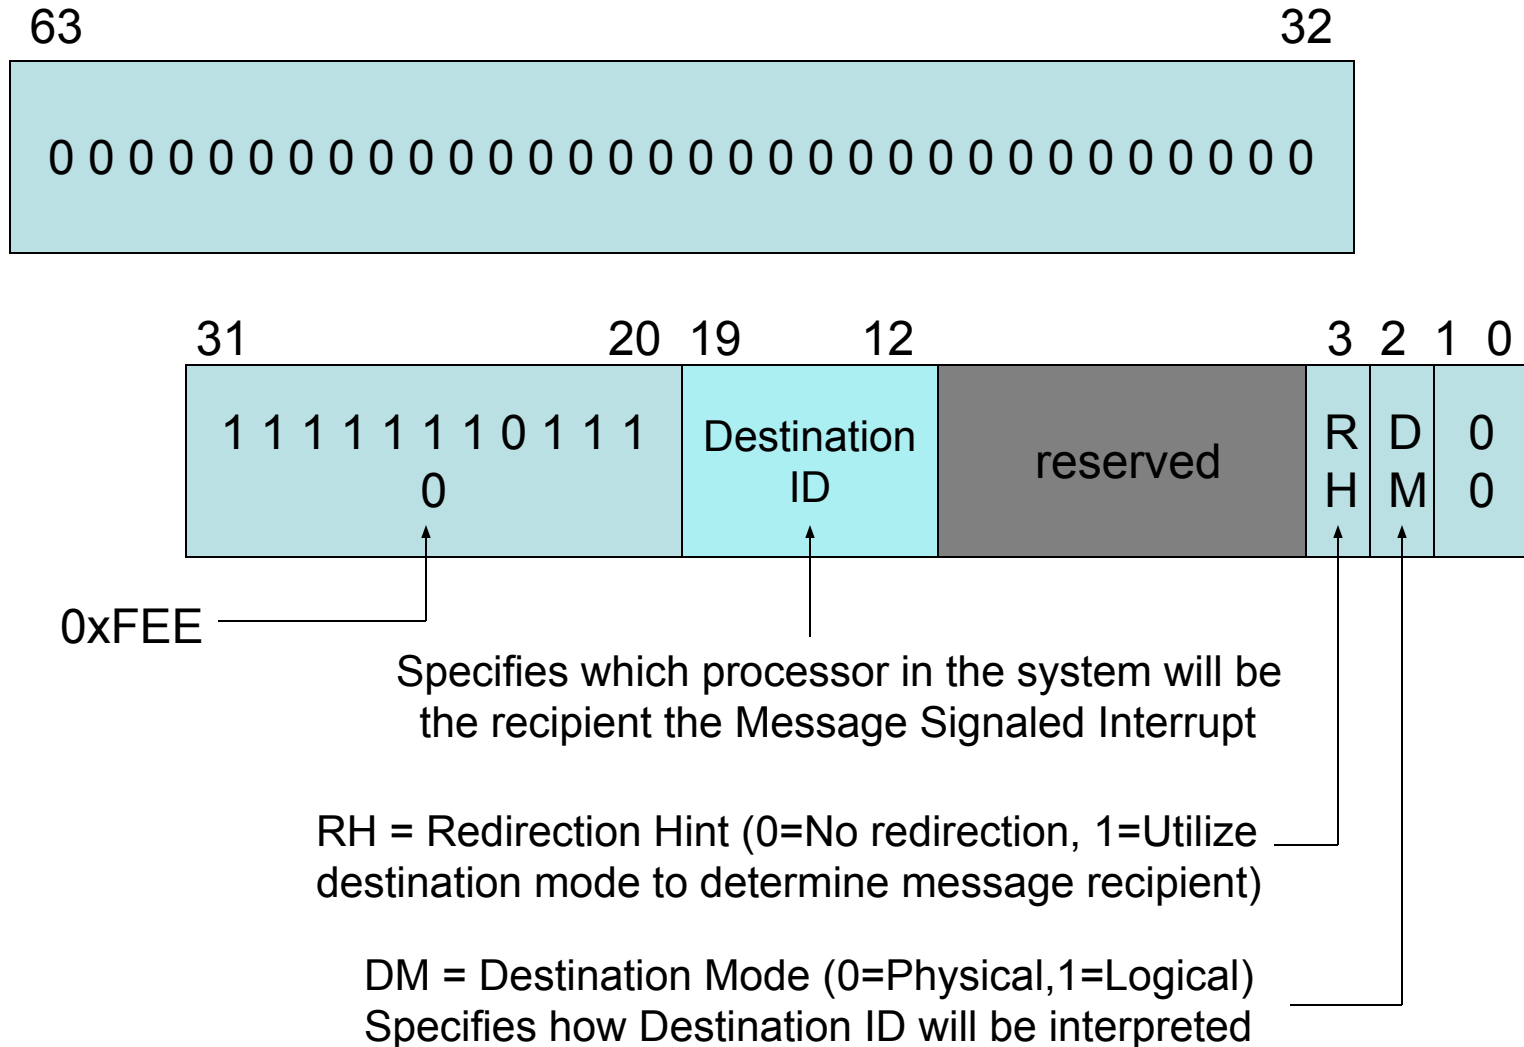 63 32
0 0 0 0 0 0 0 0 0 0 0 0 0 0 0 0 0 0 0 0 0 0 0 0 0 0 0 0 0 0 0 0
31 20 19 12 3 2 1 0
1 1 1 1 1 1 1 0 1 1 1
0
Destination
ID
reserved
R
H
D
M
0
0
0xFEE
Specifies which processor in the system will be
the recipient the Message Signaled Interrupt
RH = Redirection Hint (0=No redirection, 1=Utilize
destination mode to determine message recipient)
DM = Destination Mode (0=Physical,1=Logical)
Specifies how Destination ID will be interpreted